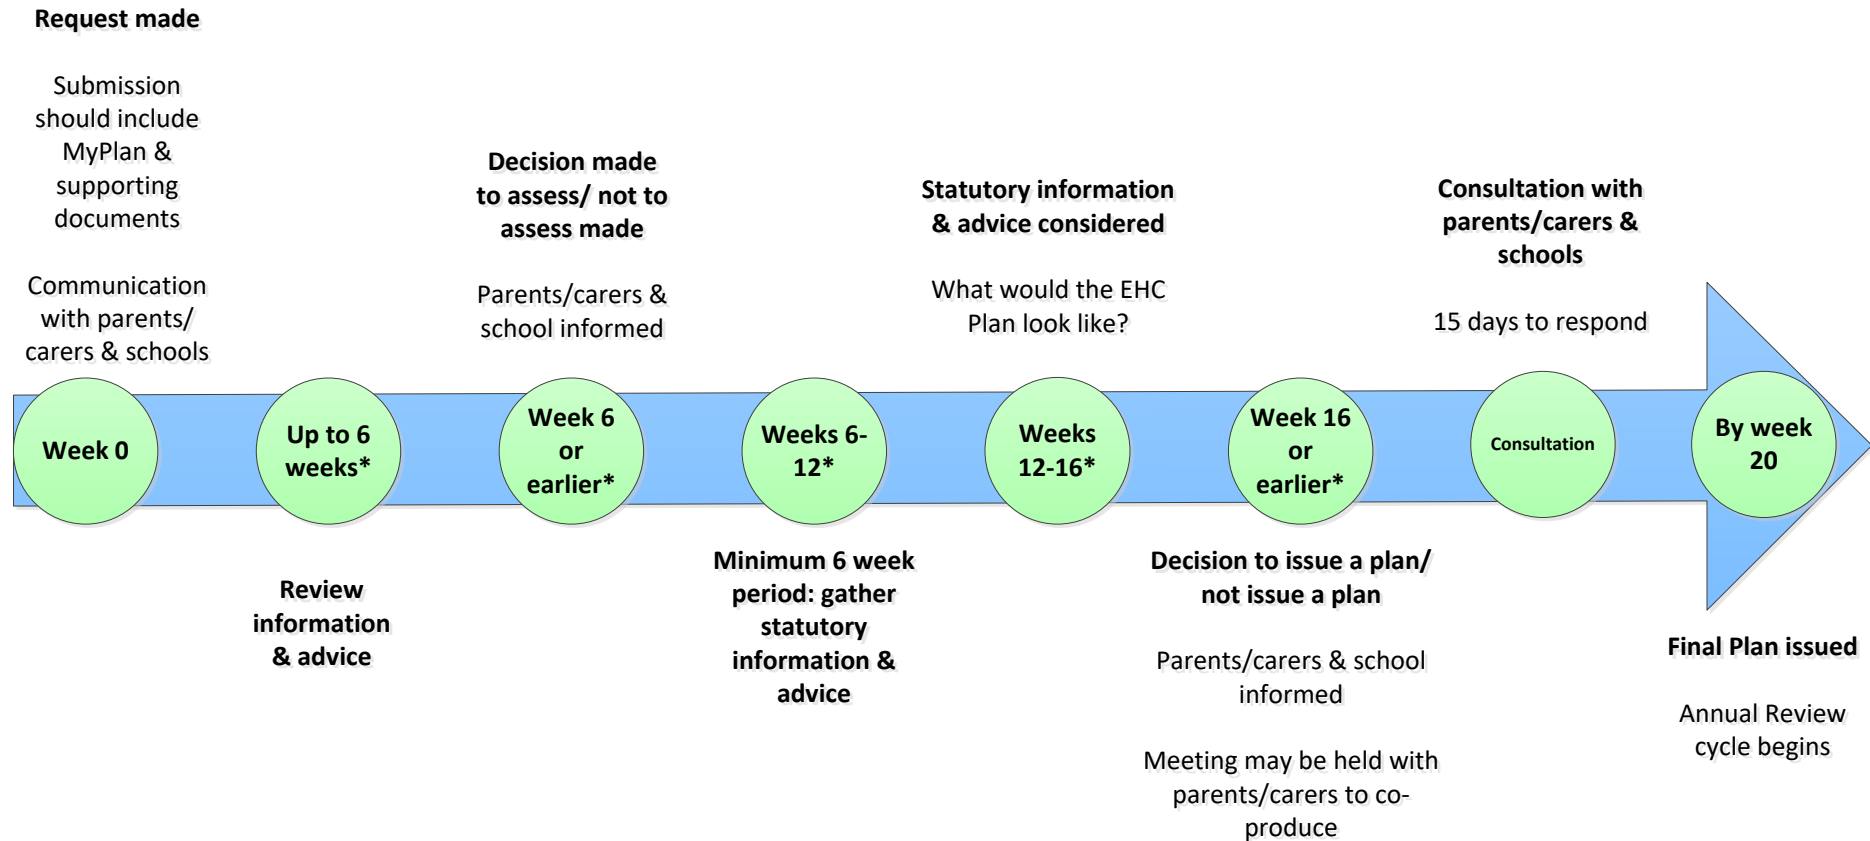 Request made
Submission
should include
MyPlan &
supporting
documents
Communication
with parents/
carers & schools
Week 0
Up to 6
weeks*
Review
information
& advice
Decision made
to assess/ not to
assess made
Parents/carers &
school informed
Week 6
or
earlier*
Weeks 6-
12*
Minimum 6 week
period: gather
statutory
information &
advice
Statutory information
& advice considered
What would the EHC
Plan look like?
Weeks
12-16*
Week 16
or
earlier*
Decision to issue a plan/
not issue a plan
Parents/carers & school
informed
Meeting may be held with
parents/carers to co-
produce
Consultation with
parents/carers &
schools
15 days to respond
Consultation
By week
20
Final Plan issued
Annual Review
cycle begins